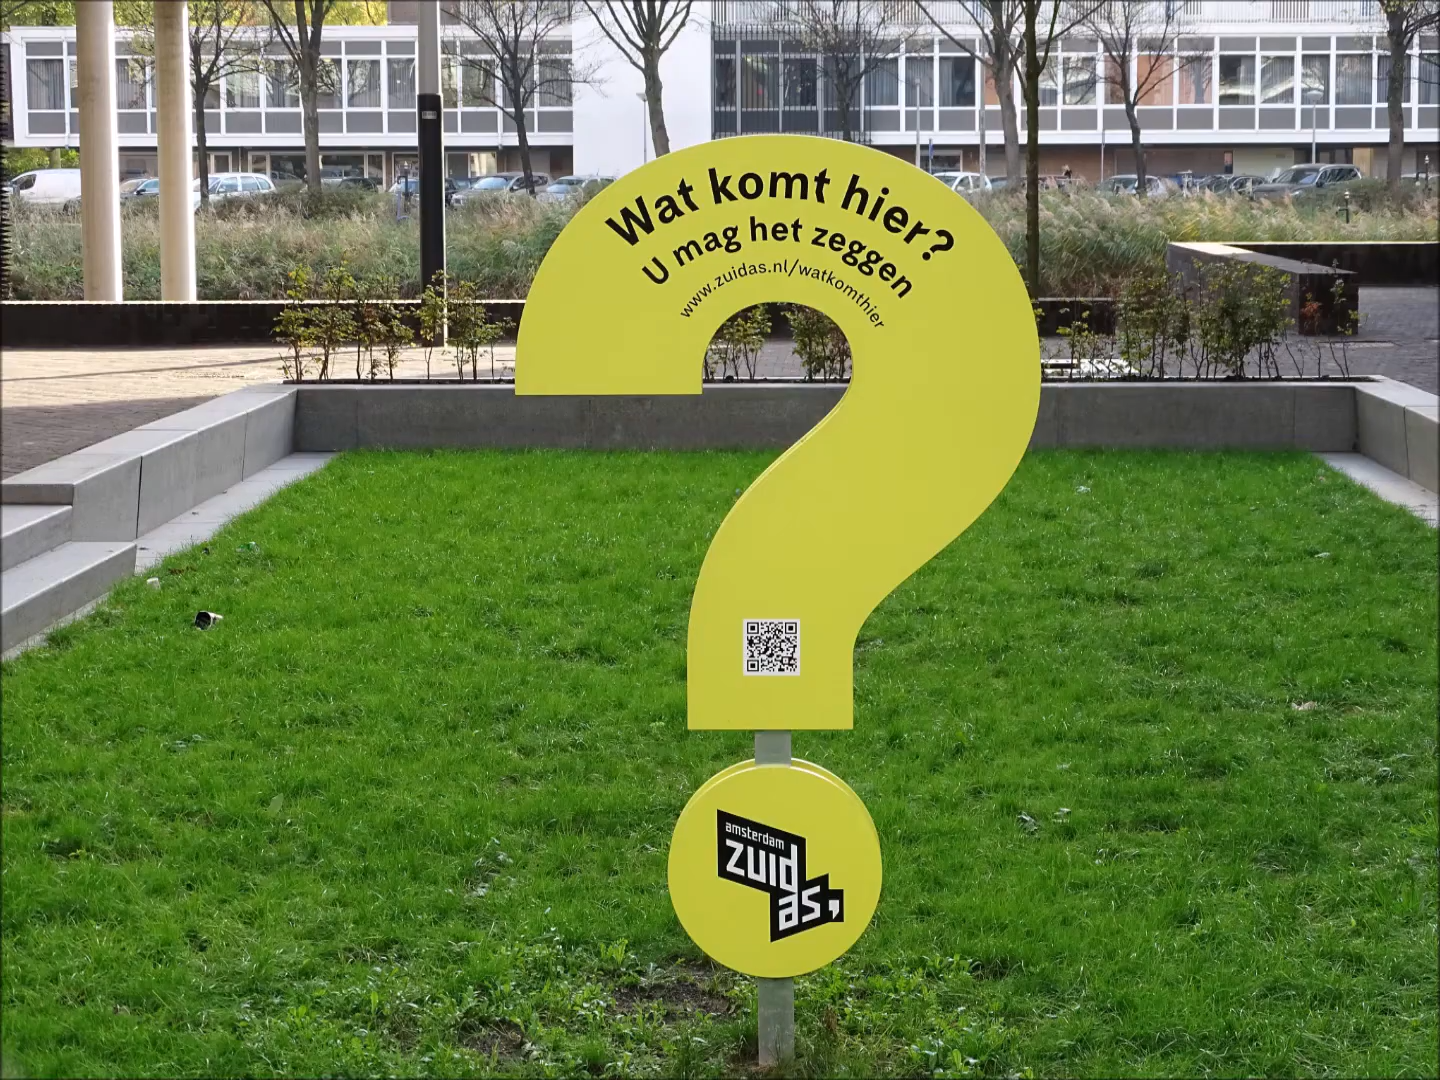 Wat komt hier?
U mag het zeggen
www.zuidas.nl/watkomthier
amsterdam
zuid
as,